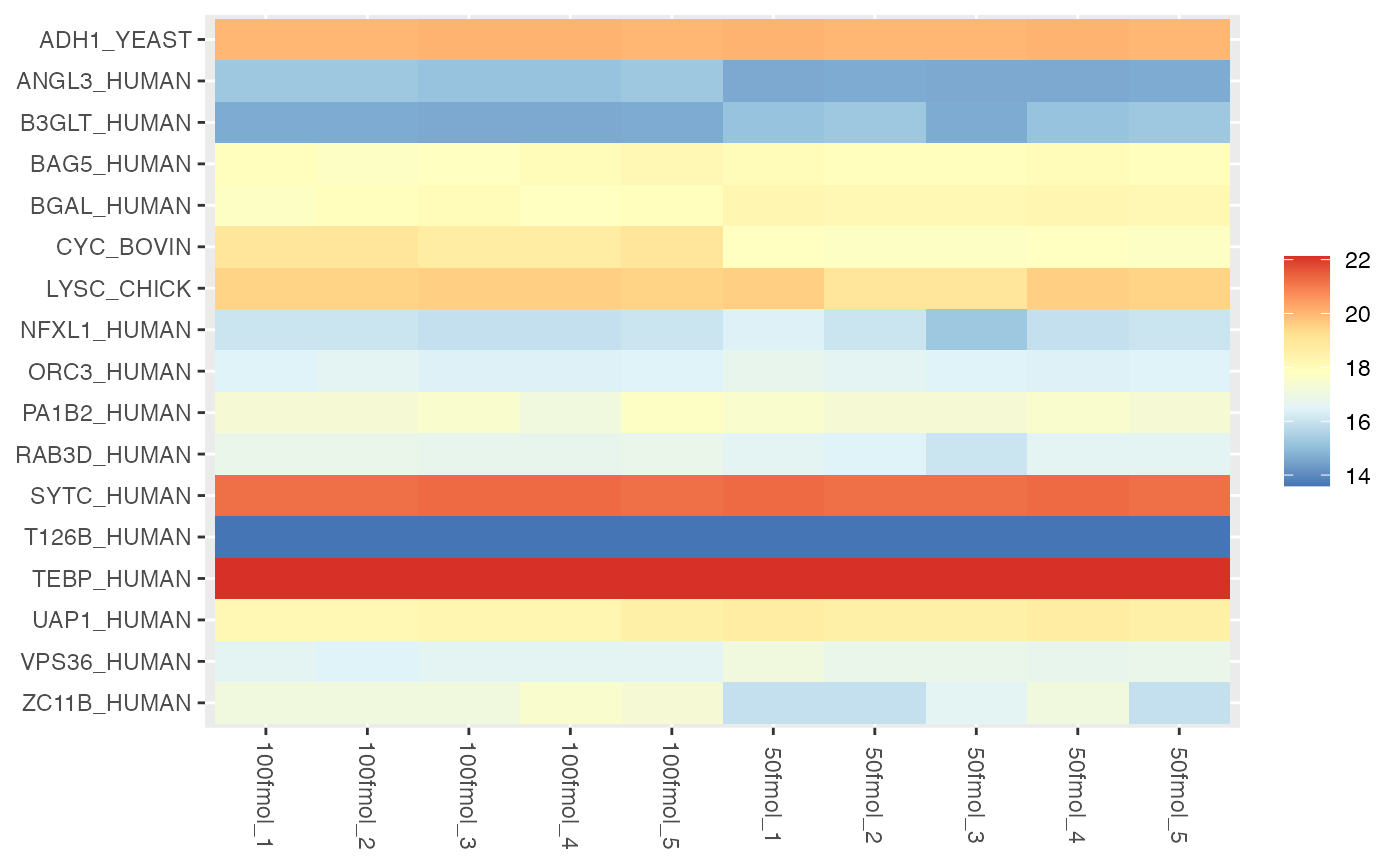 ADH1_YEAST
ANGL3_HUMAN
B3GLT_HUMAN
BAG5_HUMAN
BGAL_HUMAN
CYC_BOVIN
LYSC_CHICK
NFXL1_HUMAN
ORC3_HUMAN
PA1B2_HUMAN
RAB3D_HUMAN
SYTC_HUMAN
T126B_HUMAN
TEBP_HUMAN
UAP1_HUMAN
VPS36_HUMAN
ZC11B_HUMAN
100fmol_1
100fmol_2
100fmol_3
100fmol_4
100fmol_5
50fmol_1
50fmol_2
50fmol_3
50fmol_4
50fmol_5
22
20
18
16
14